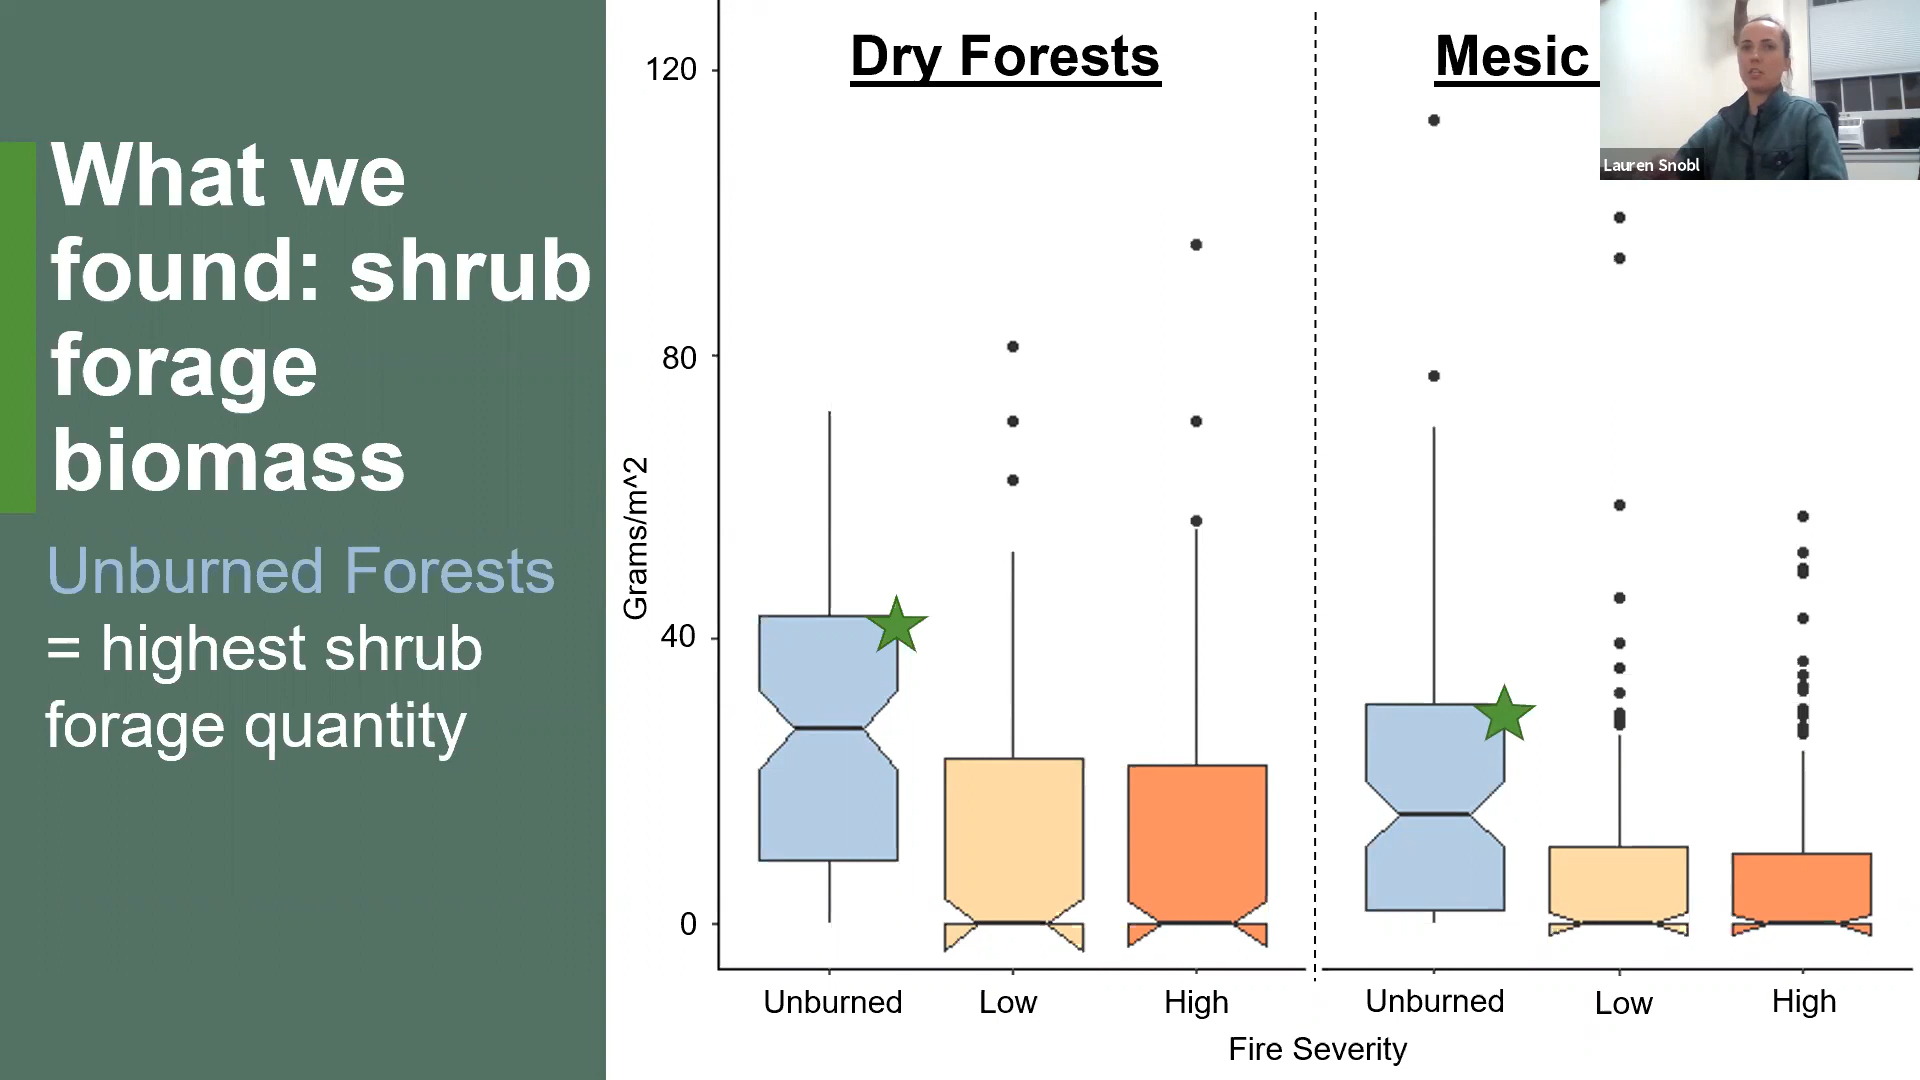 What we
found: shrub
forage
biomass
Unburned Forests
= highest shrub
forage quantity
Dry Forests
Mesic
Lauren Snobl
120
80
40
0
Grams/m^2
Unburned Low High Unburned Low High
Fire Severity